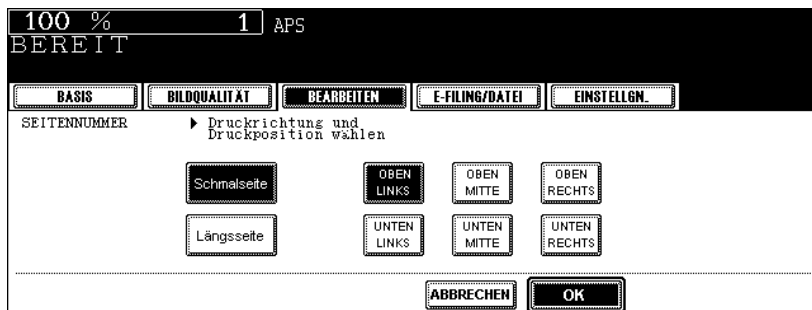 100 % 1 APS
BEREIT
BASIS BILDQUALITÄT BEARBEITEN E-FILING/DATEI EINSTELLGN.
SEITENNUMMER ▶ Druckrichtung und
Druckposition wählen
Schmalseite OBEN LINKS OBEN MITTE OBEN RECHTS
Längsseite UNTEN LINKS UNTEN MITTE UNTEN RECHTS
ABBRECHEN OK